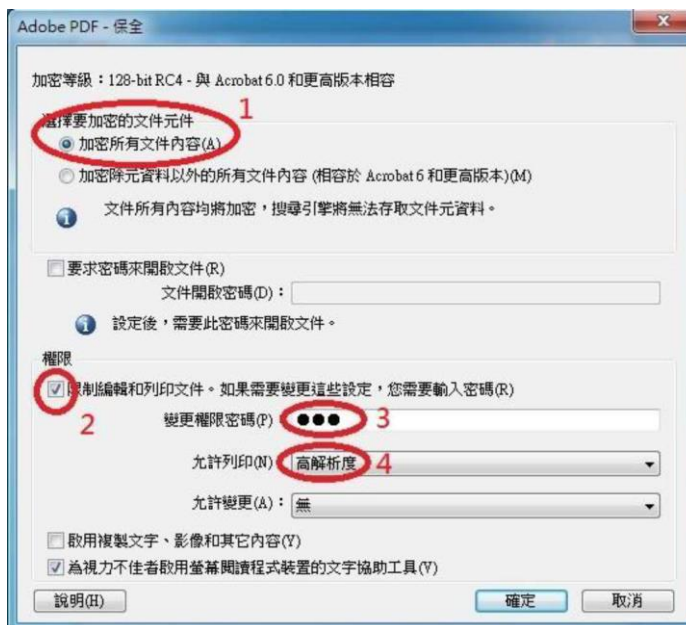 Adobe PDF - 保全
加密等級：128-bit RC4 - 與 Acrobat 6.0 和更高版本相容
1
選擇要加密的文件元件
加密所有文件內容(A)
加密除元資料以外的所有文件內容 (相容於 Acrobat 6 和更高版本)(M)
文件所有內容均將加密，搜尋引擎將無法存取文件元資料。
要求密碼來開啟文件(R)
文件開啟密碼(D)：
設定後，需要此密碼來開啟文件。
權限
限制編輯和列印文件。如果需要變更這些設定，您需要輸入密碼(R)
2
變更權限密碼(P) ●●● 3
允許列印(N) 高解析度 4
允許變更(A)：無
啟用複製文字、影像和其它內容(Y)
為視力不佳者啟用螢幕閱讀程式裝置的文字協助工具(V)
說明(H) 確定 取消